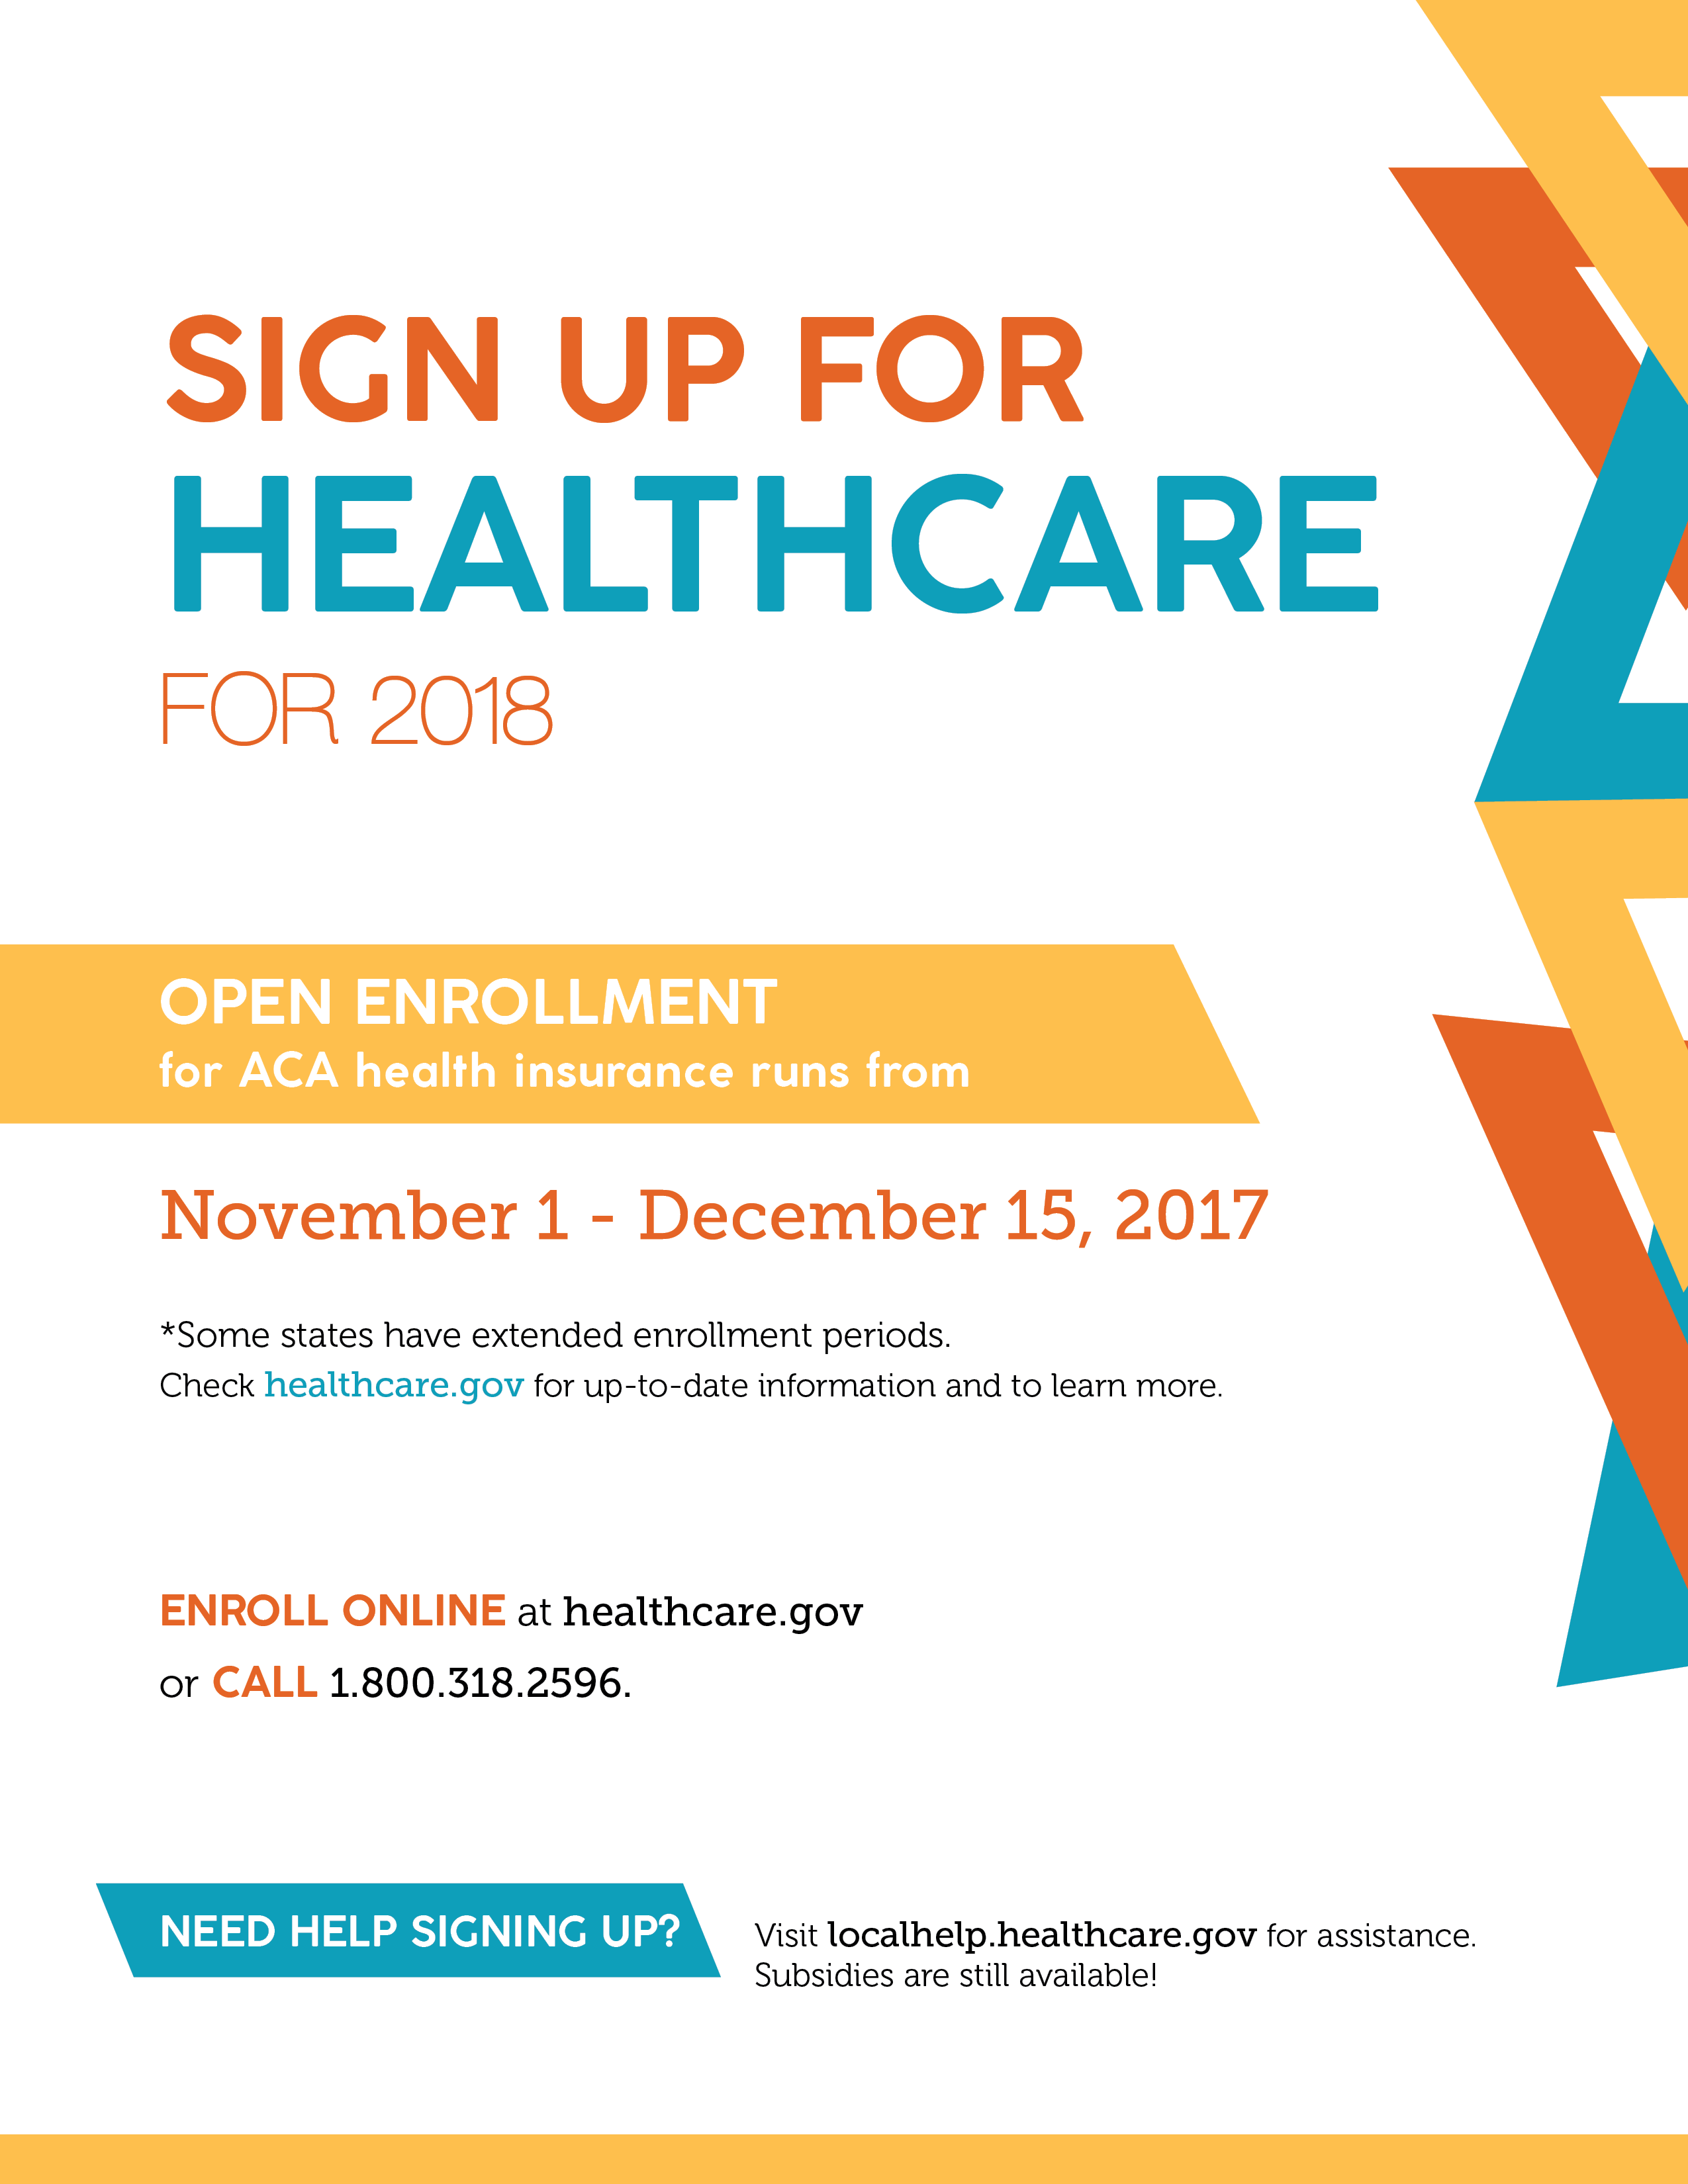 SIGN UP FOR
HEALTHCARE
FOR 2018
OPEN ENROLLMENT
for ACA health insurance runs from
November 1 - December 15, 2017
*Some states have extended enrollment periods.
Check healthcare.gov for up-to-date information and to learn more.
ENROLL ONLINE at healthcare.gov
or CALL 1.800.318.2596.
NEED HELP SIGNING UP?
Visit localhelp.healthcare.gov for assistance.
Subsidies are still available!